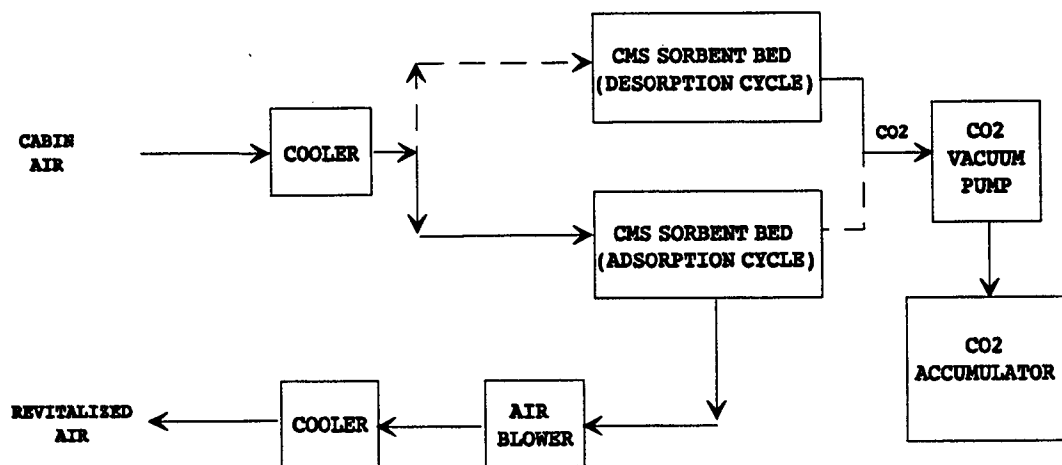 CMS SORBENT BED
(DESORPTION CYCLE)
CABIN
AIR
COOLER
CO2
CO2
VACUUM
PUMP
CMS SORBENT BED
(ADSORPTION CYCLE)
CO2
ACCUMULATOR
REVITALIZED
AIR
COOLER
AIR
BLOWER